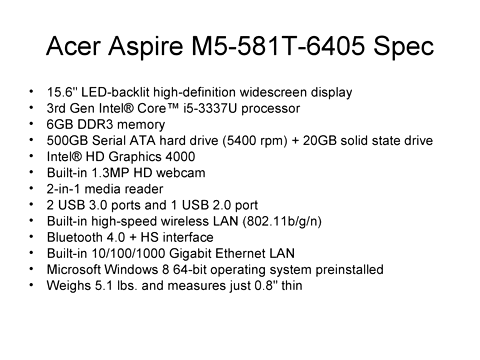 Acer Aspire M5-581T-6405 Spec
• 15.6" LED-backlit high-definition widescreen display
• 3rd Gen Intel® Core™ i5-3337U processor
• 6GB DDR3 memory
• 500GB Serial ATA hard drive (5400 rpm) + 20GB solid state drive
• Intel® HD Graphics 4000
• Built-in 1.3MP HD webcam
• 2-in-1 media reader
• 2 USB 3.0 ports and 1 USB 2.0 port
• Built-in high-speed wireless LAN (802.11b/g/n)
• Bluetooth 4.0 + HS interface
• Built-in 10/100/1000 Gigabit Ethernet LAN
• Microsoft Windows 8 64-bit operating system preinstalled
• Weighs 5.1 lbs. and measures just 0.8" thin